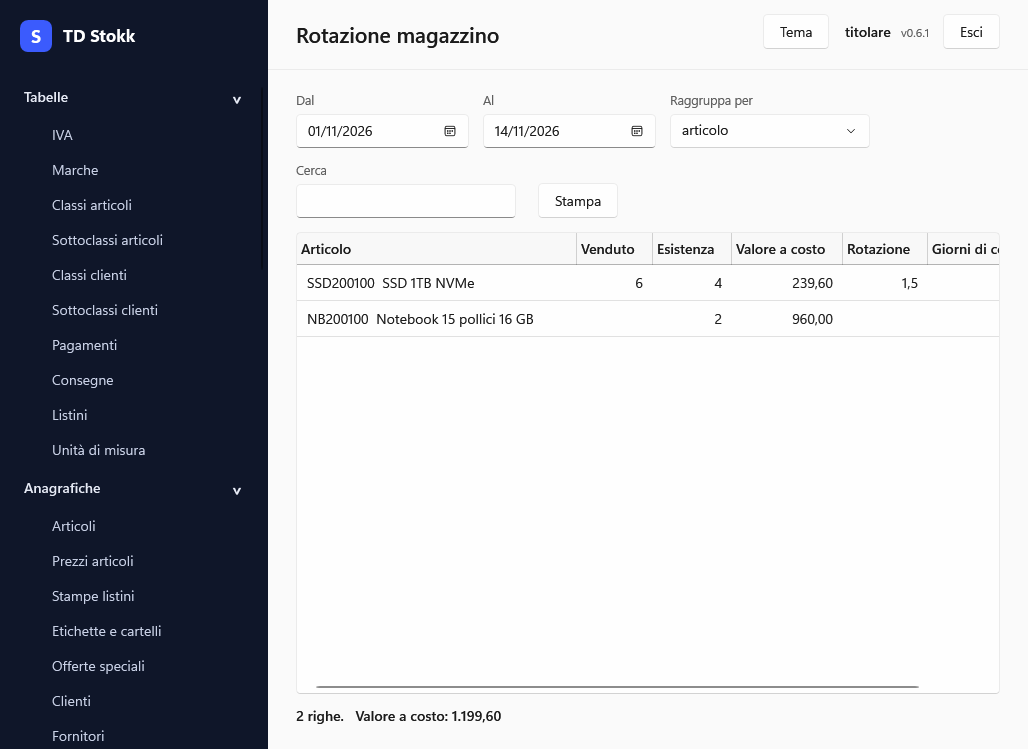 S TD Stokk
Tabelle v
IVA
Marche
Classi articoli
Sottoclassi articoli
Classi clienti
Sottoclassi clienti
Pagamenti
Consegne
Listini
Unità di misura
Anagrafiche v
Articoli
Prezzi articoli
Stampe listini
Etichette e cartelli
Offerte speciali
Clienti
Fornitori
Rotazione magazzino
Tema titolare v0.6.1 Esci
Dal Al Raggruppa per
01/11/2026 14/11/2026 articolo
Cerca
Stampa
Articolo Venduto Esistenza Valore a costo Rotazione Giorni di
SSD200100 SSD 1TB NVMe 6 4 239,60 1,5
NB200100 Notebook 15 pollici 16 GB 2 960,00
2 righe. Valore a costo: 1.199,60